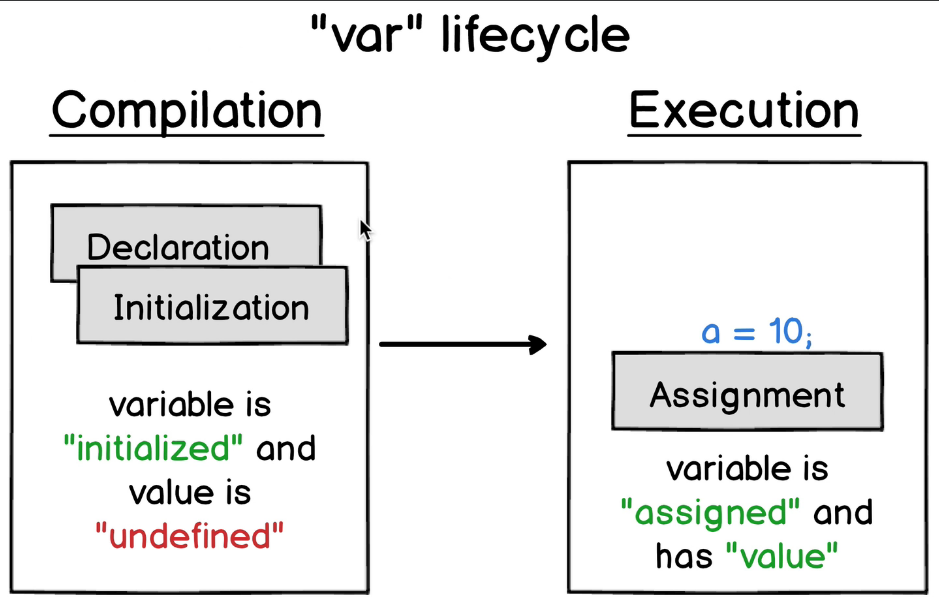 "var" lifecycle
Compilation
Declaration
Initialization
variable is
"initialized" and
value is
"undefined"
Execution
a = 10;
Assignment
variable is
"assigned" and
has "value"